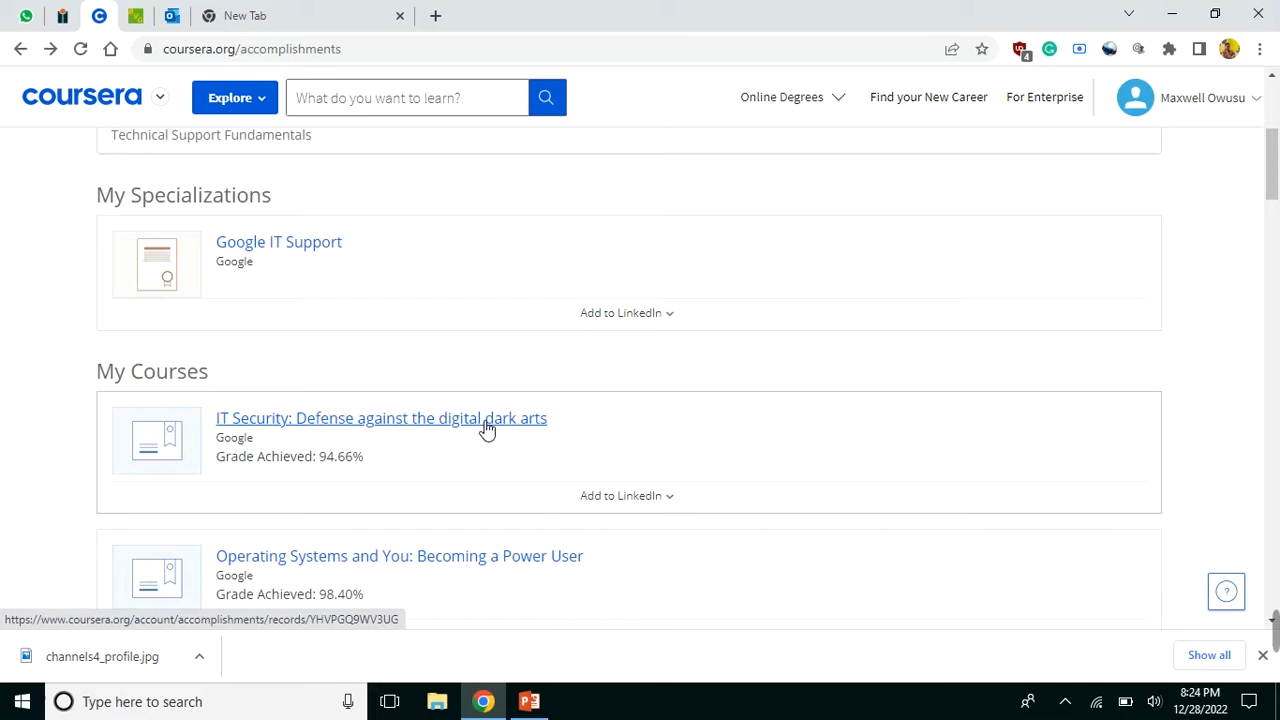 New Tab
coursera.org/accomplishments
4
coursera
Explore
What do you want to learn?
Online Degrees
Find your New Career
For Enterprise
Maxwell Owusu
Technical Support Fundamentals
My Specializations
Google IT Support
Google
Add to LinkedIn
My Courses
IT Security: Defense against the digital dark arts
Google
Grade Achieved: 94.66%
Add to LinkedIn
Operating Systems and You: Becoming a Power User
Google
Grade Achieved: 98.40%
?
https://www.coursera.org/account/accomplishments/records/YHVPGQ9WV3UG
channels4_profile.jpg
Show all
Type here to search
8:24 PM
12/28/2022